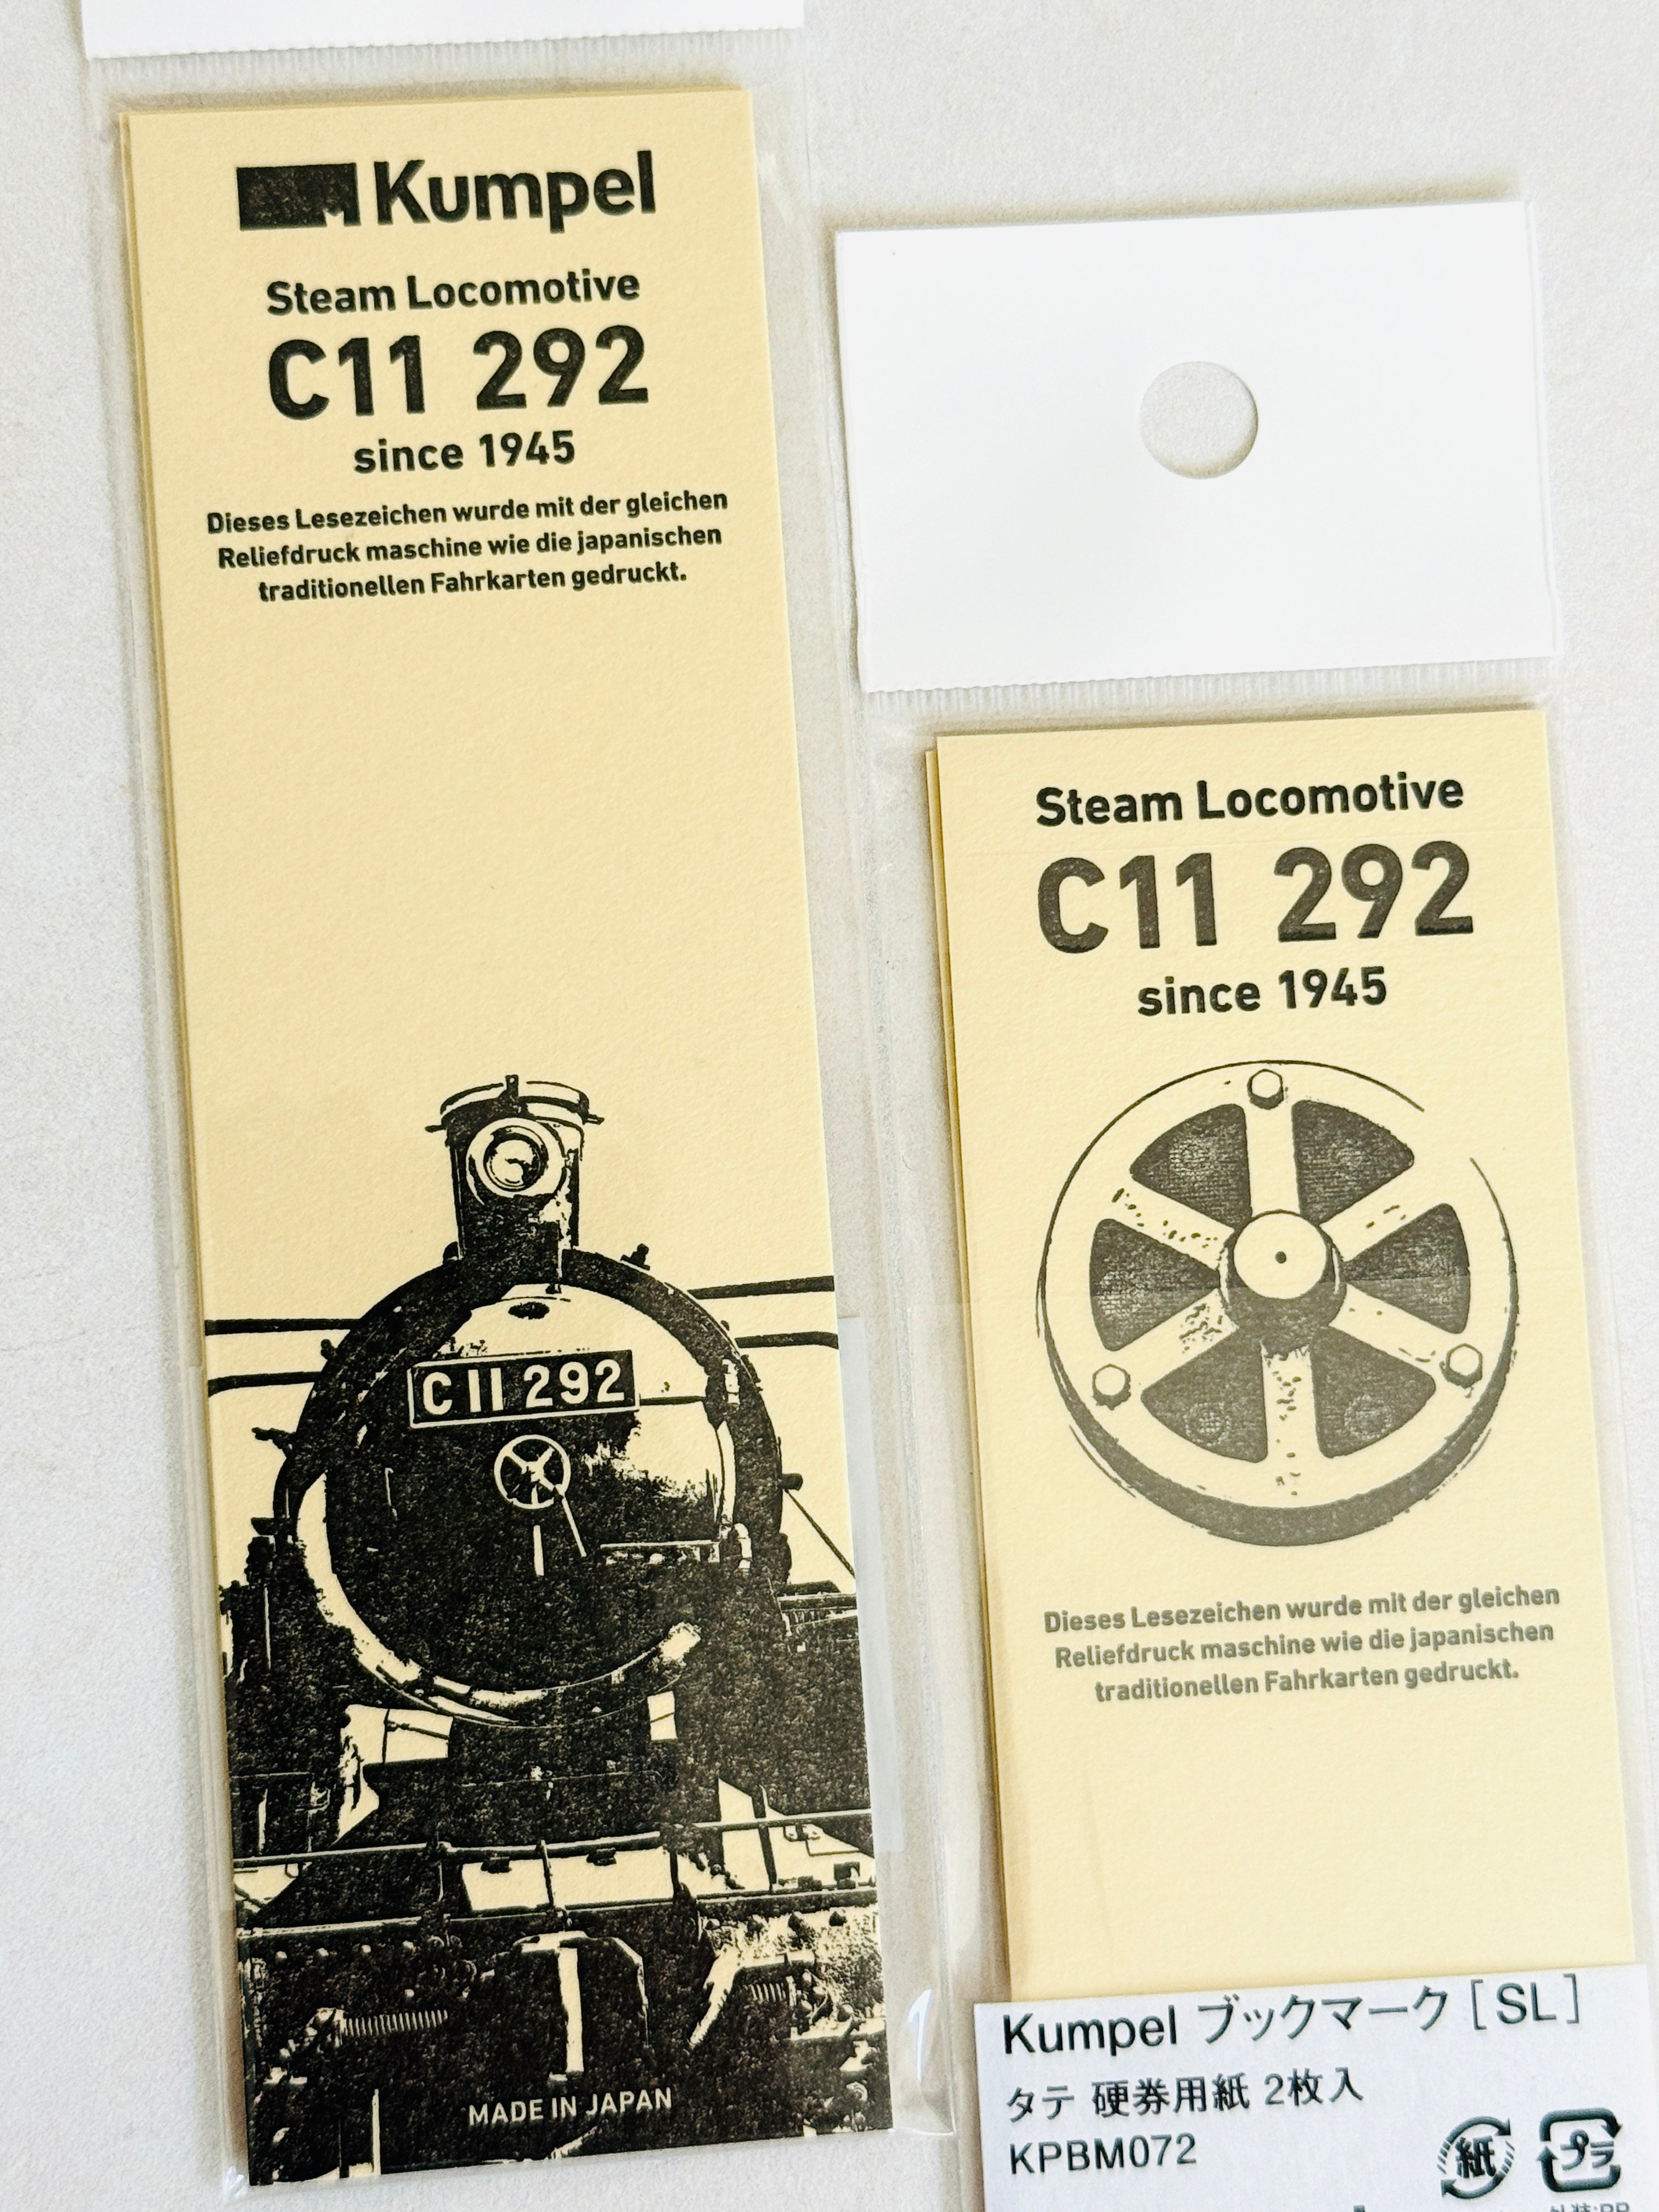 Kumpel
Steam Locomotive
C11 292
since 1945
Dieses Lesezeichen wurde mit der gleichen
Reliefdruck maschine wie die japanischen
traditionellen Fahrkarten gedruckt.
C11 292
MADE IN JAPAN
Steam Locomotive
C11 292
since 1945
Dieses Lesezeichen wurde mit der gleichen
Reliefdruck maschine wie die japanischen
traditionellen Fahrkarten gedruckt.
Kumpel ブックマーク [SL]
タテ 硬券用紙 2枚入
KPBM072
紙
プラ